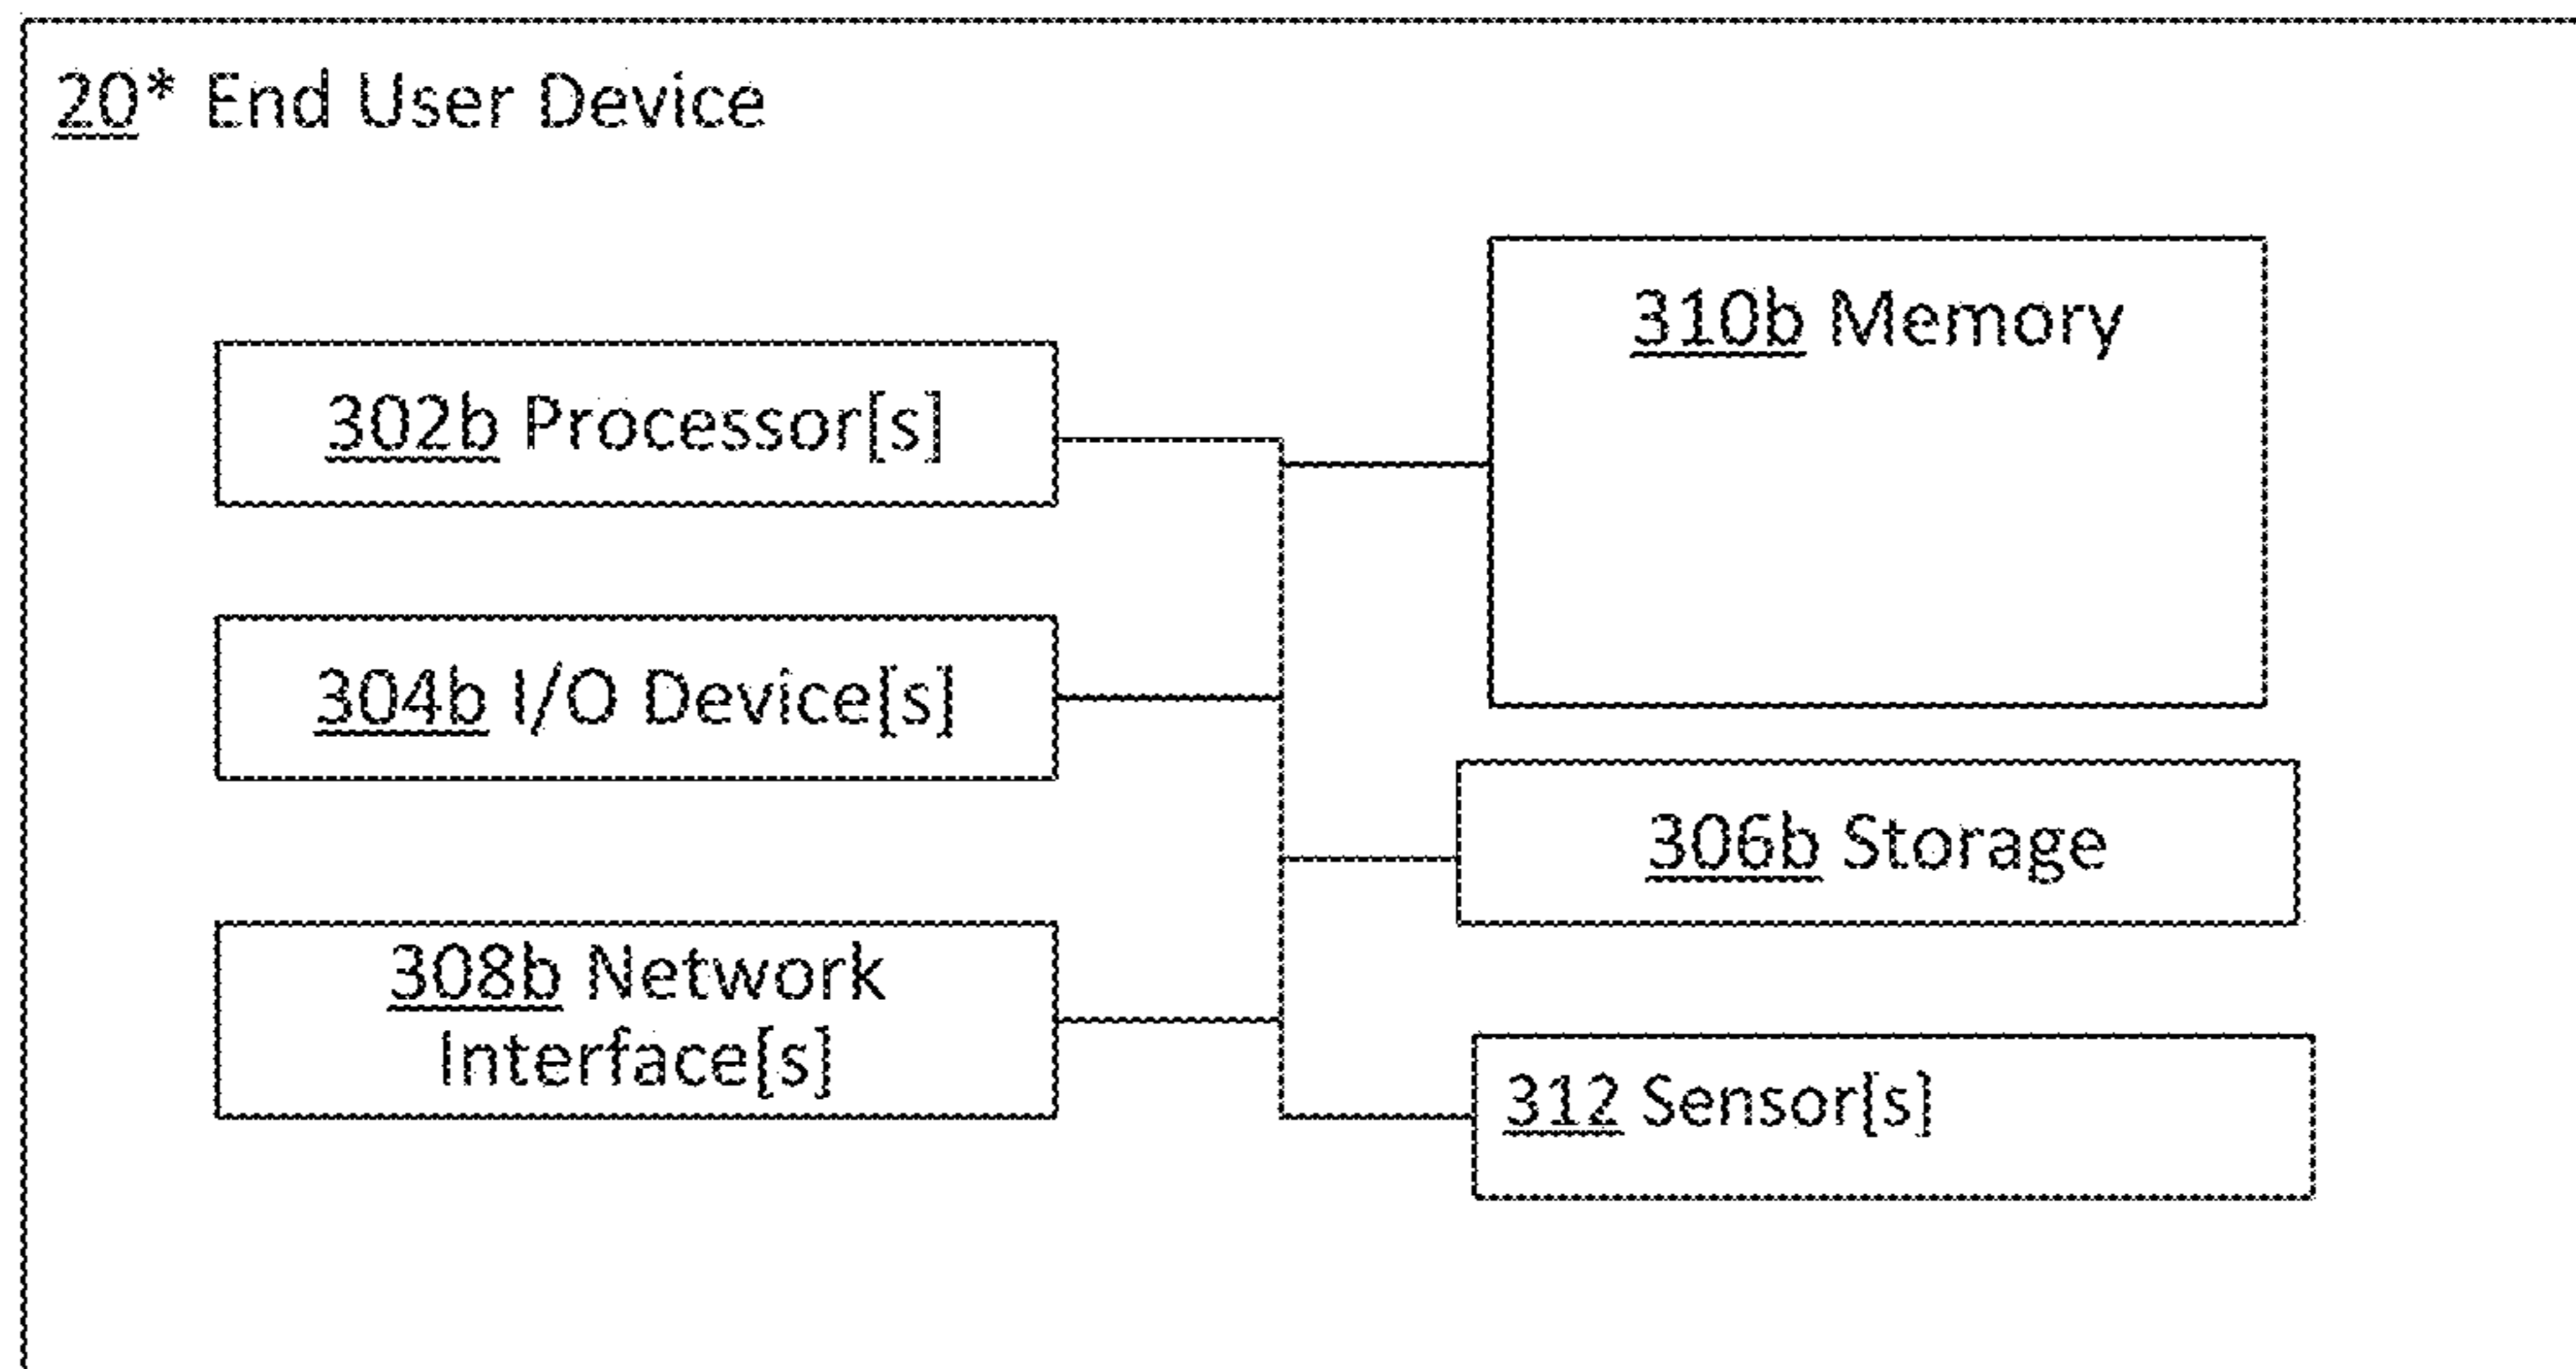 20* End User Device
310b Memory
302b Processor[s]
304b I/O Device[s]
306b Storage
308b Network
Interface[s]
312 Sensor[s]